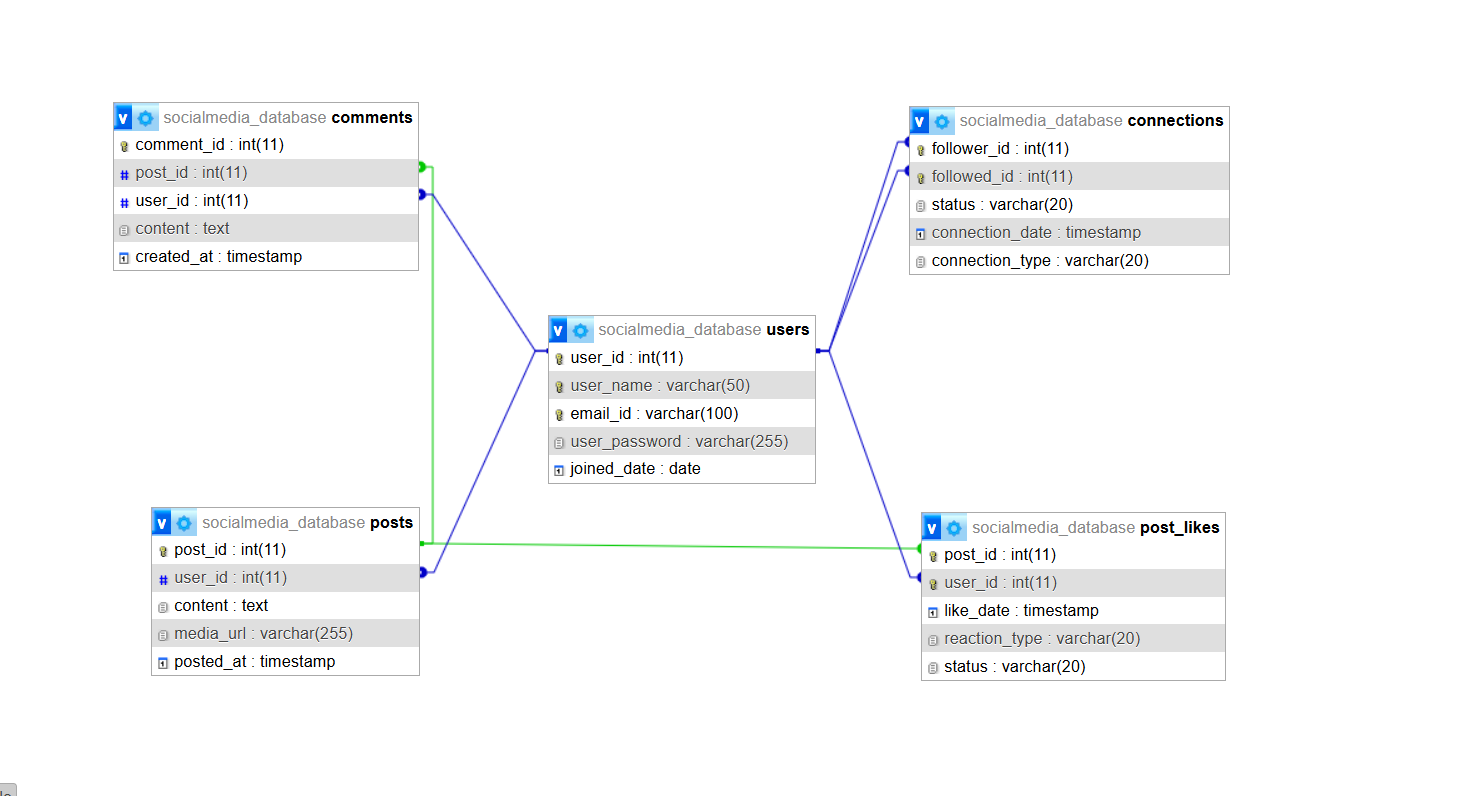 v socialmedia_database comments
comment_id : int(11)
# post_id : int(11)
# user_id : int(11)
content : text
created_at : timestamp
v socialmedia_database connections
follower_id : int(11)
followed_id : int(11)
status : varchar(20)
connection_date : timestamp
connection_type : varchar(20)
v socialmedia_database users
user_id : int(11)
user_name : varchar(50)
email_id : varchar(100)
user_password : varchar(255)
joined_date : date
v socialmedia_database posts
post_id : int(11)
# user_id : int(11)
content : text
media_url : varchar(255)
posted_at : timestamp
v socialmedia_database post_likes
post_id : int(11)
user_id : int(11)
like_date : timestamp
reaction_type : varchar(20)
status : varchar(20)